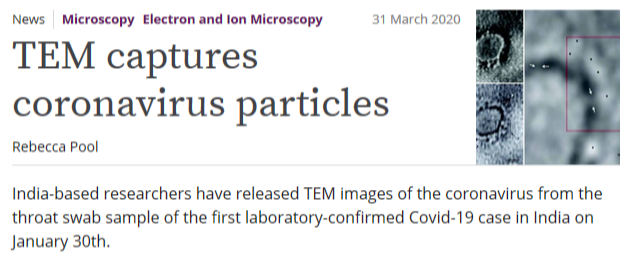 News Microscopy Electron and Ion Microscopy 31 March 2020
TEM captures
coronavirus particles
Rebecca Pool
India-based researchers have released TEM images of the coronavirus from the
throat swab sample of the first laboratory-confirmed Covid-19 case in India on
January 30th.